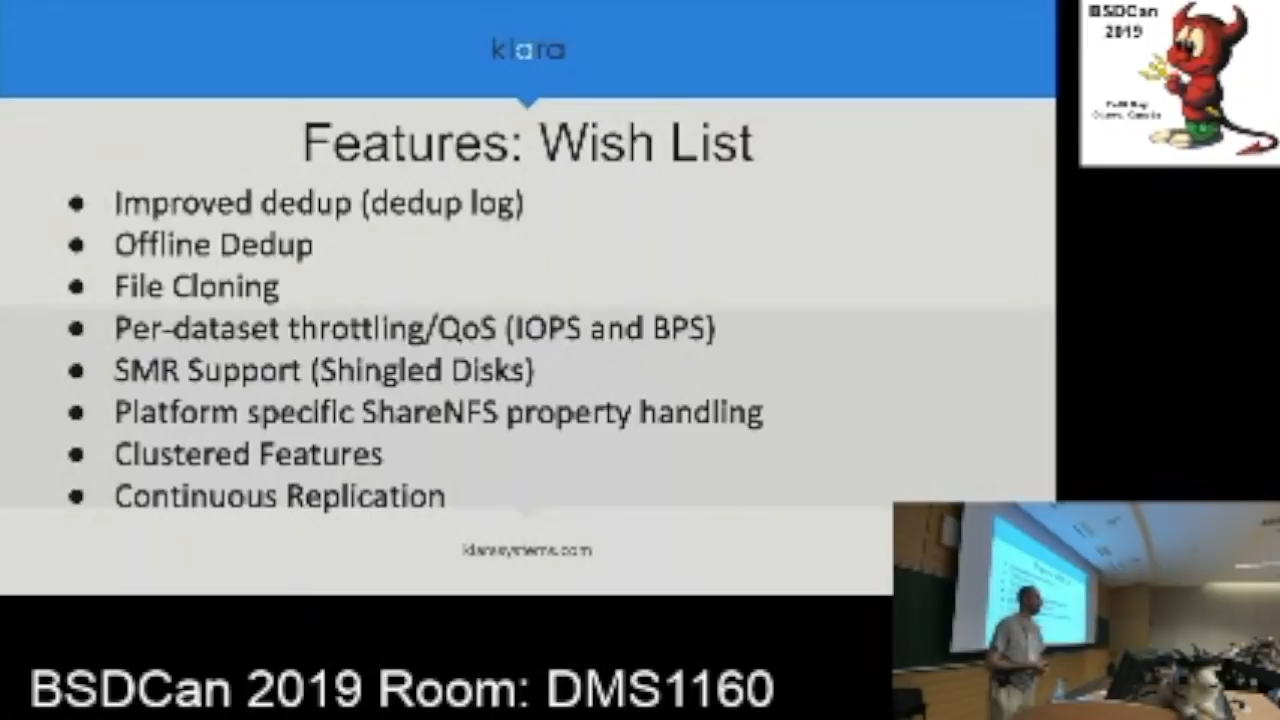 klara
BSDCan
2019
Features: Wish List
Improved dedup (dedup log)
Offline Dedup
File Cloning
Per-dataset throttling/QoS (IOPS and BPS)
SMR Support (Shingled Disks)
Platform specific ShareNFS property handling
Clustered Features
Continuous Replication
klarasystems.com
BSDCan 2019 Room: DMS1160